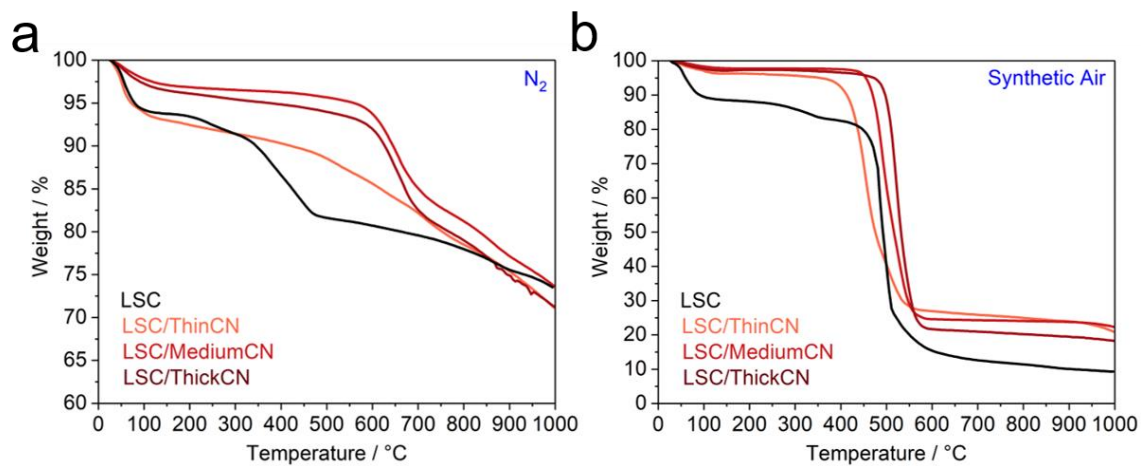 a
100
95
90
85
80
75
70
65
60
Weight / %
N₂
LSC
LSC/ThinCN
LSC/MediumCN
LSC/ThickCN
0 100 200 300 400 500 600 700 800 900 1000
Temperature / °C
b
100
90
80
70
60
50
40
30
20
10
0
Weight / %
Synthetic Air
LSC
LSC/ThinCN
LSC/MediumCN
LSC/ThickCN
0 100 200 300 400 500 600 700 800 900 1000
Temperature / °C